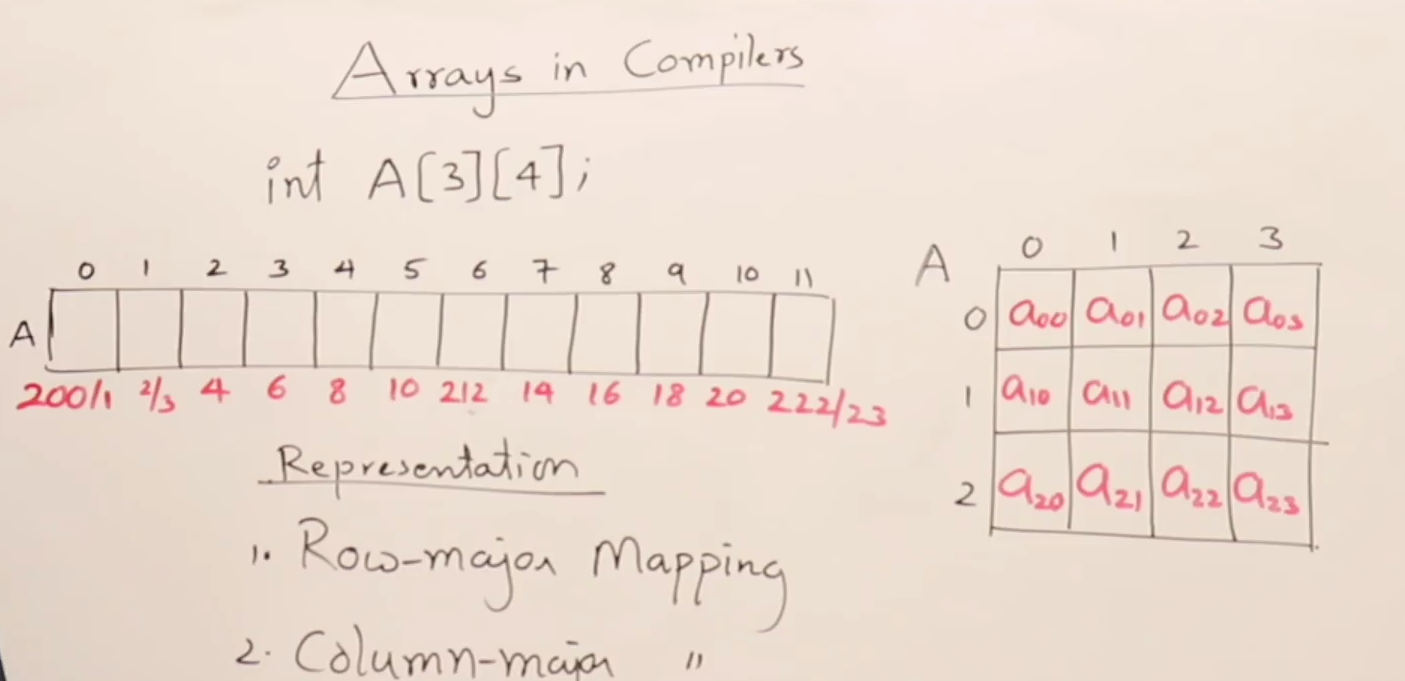 Arrays in Compilers
int A[3][4];
0 1 2 3 4 5 6 7 8 9 10 11
A
200/1 2/3 4 6 8 10 212 14 16 18 20 222/23
Representation
1. Row-major Mapping
2. Column-major "
A 0 1 2 3
0 a00 a01 a02 a03
1 a10 a11 a12 a13
2 a20 a21 a22 a23